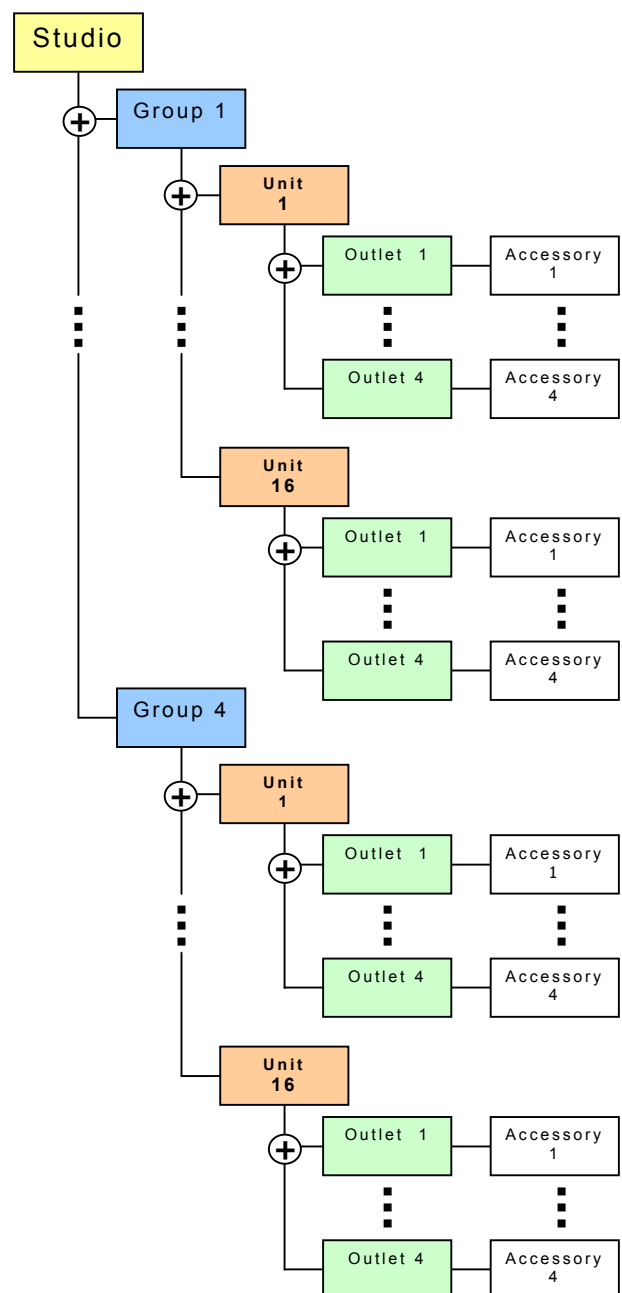 Studio
Group 1
Unit
1
Outlet 1
Accessory
1
Outlet 4
Accessory
4
Unit
16
Outlet 1
Accessory
1
Outlet 4
Accessory
4
Group 4
Unit
1
Outlet 1
Accessory
1
Outlet 4
Accessory
4
Unit
16
Outlet 1
Accessory
1
Outlet 4
Accessory
4